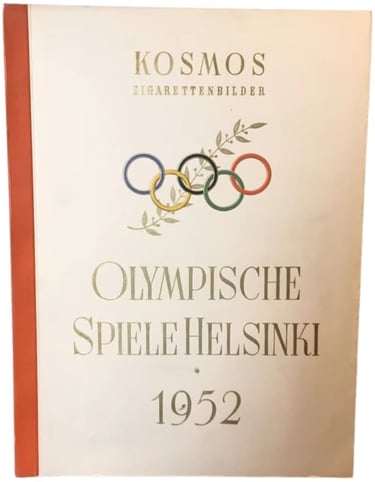 KOSMOS
ZIGARETTENBILDER
OLYMPISCHE
SPIELE HELSINKI
1952